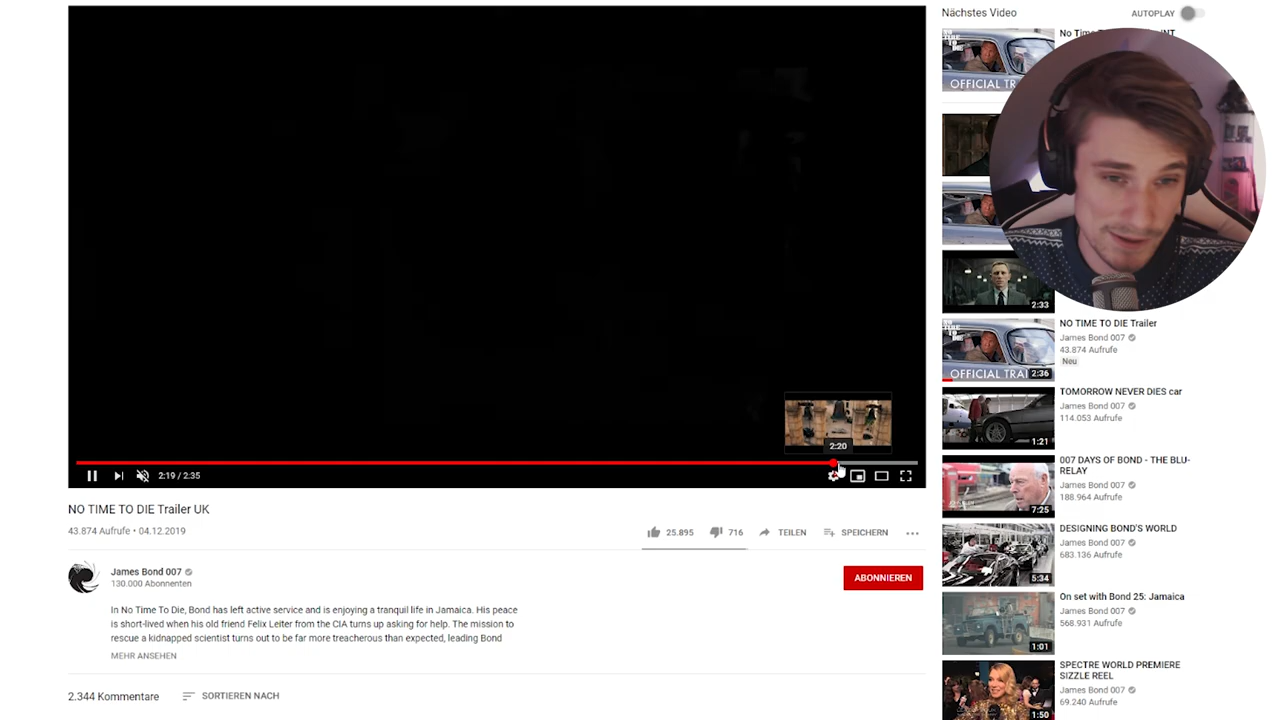 Nächstes Video
AUTOPLAY
NO TIME TO DIE
OFFICIAL TR
2:33
NO TIME TO DIE Trailer
James Bond 007
43.874 Aufrufe
Neu
OFFICIAL TRAI
2:36
TOMORROW NEVER DIES car
James Bond 007
114.053 Aufrufe
1:21
007 DAYS OF BOND - THE BLU-
RELAY
James Bond 007
188.964 Aufrufe
7:25
DESIGNING BOND'S WORLD
James Bond 007
683.136 Aufrufe
5:34
On set with Bond 25: Jamaica
James Bond 007
568.931 Aufrufe
1:01
SPECTRE WORLD PREMIERE
SIZZLE REEL
James Bond 007
69.240 Aufrufe
1:50
2:20
2:19 / 2:35
NO TIME TO DIE Trailer UK
43.874 Aufrufe • 04.12.2019
25.895
716
TEILEN
SPEICHERN
James Bond 007
130.000 Abonnenten
ABONNIEREN
In No Time To Die, Bond has left active service and is enjoying a tranquil life in Jamaica. His peace
is short-lived when his old friend Felix Leiter from the CIA turns up asking for help. The mission to
rescue a kidnapped scientist turns out to be far more treacherous than expected, leading Bond
MEHR ANSEHEN
2.344 Kommentare
SORTIEREN NACH